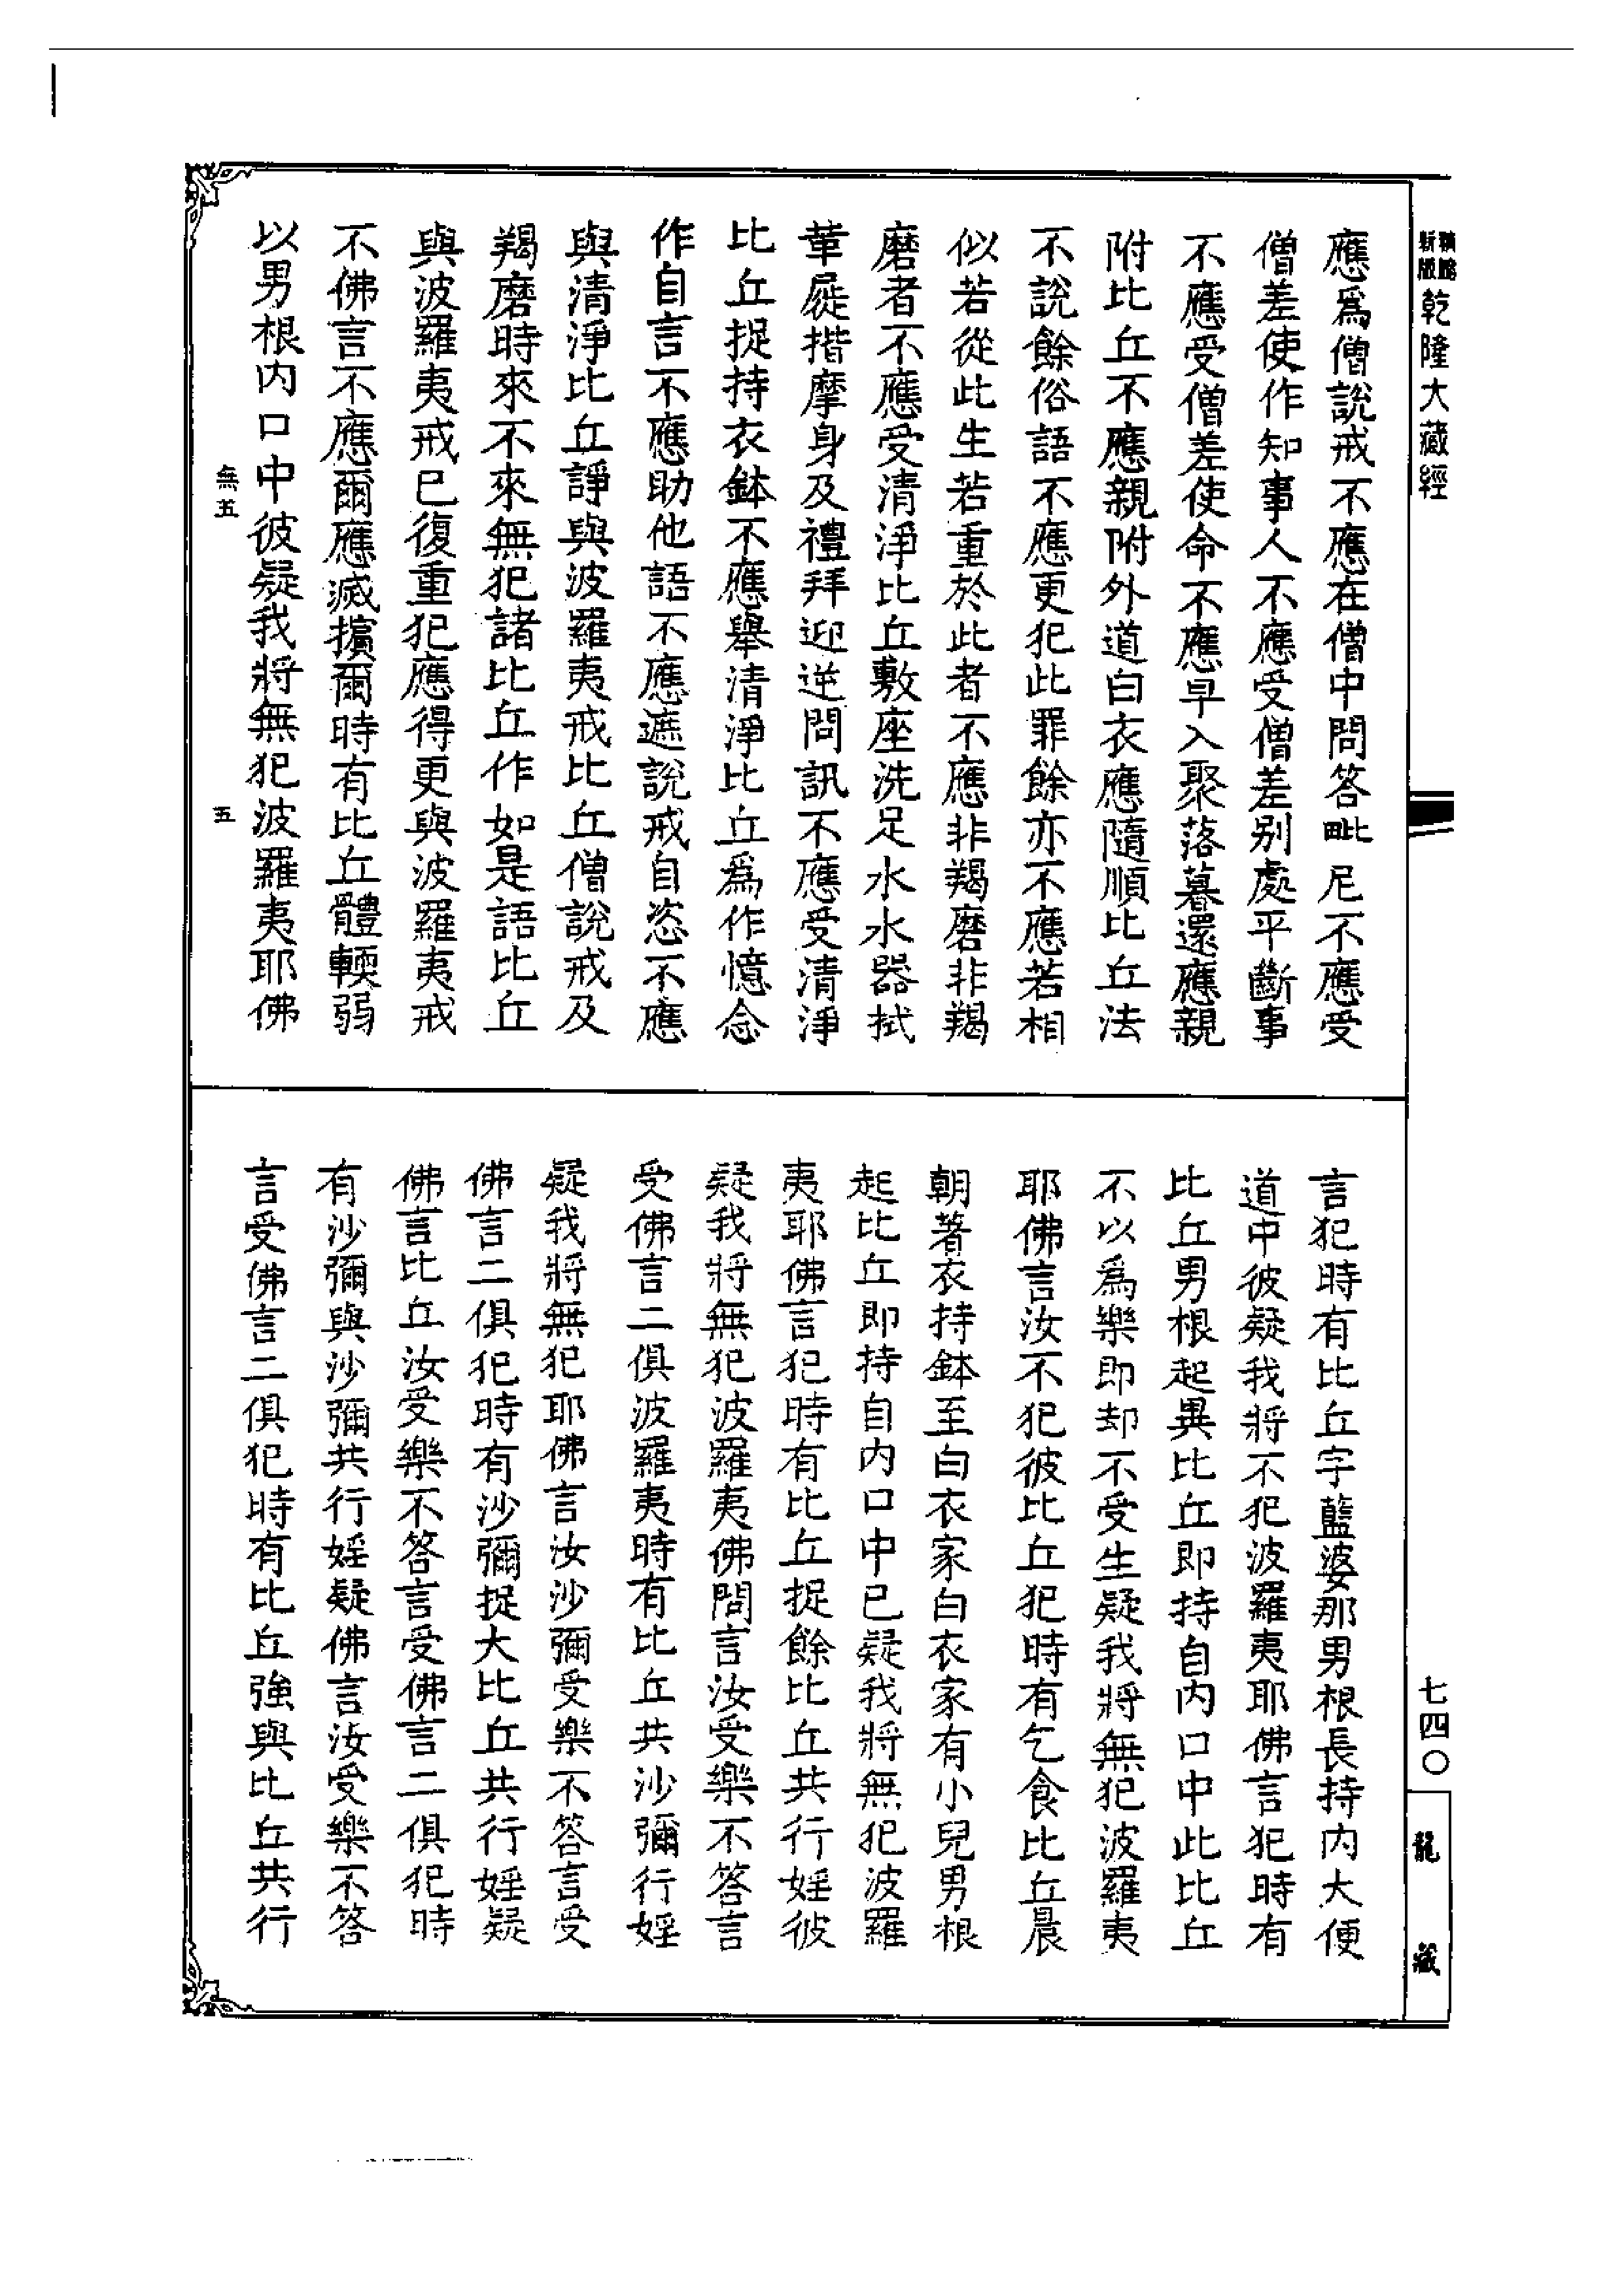 新版
乾隆大藏經
應爲僧說戒不應在僧中問答毗尼不應受
僧差使作知事人不應受僧差別處平斷事
不應受僧差使命不應早入聚落暮還應親
附比丘不應親附外道白衣應隨順比丘法
不說餘俗語不應更犯此罪餘亦不應若相
似若從此生若重於此者不應非羯磨非羯
磨者不應受清淨比丘敷座洗足水水器拭
革屣揩摩身及禮拜迎逆問訊不應受清淨
比丘捉持衣鉢不應舉清淨比丘爲作憶念
作自言不應助他語不應遮說戒自恣不應
與清淨比丘諍與波羅夷戒比丘僧說戒及
羯磨時來不來無犯諸比丘作如是語比丘
與波羅夷戒已復重犯應得更與波羅夷戒
不佛言不應爾應滅擯爾時有比丘體輭弱
以男根內口中彼疑我將無犯波羅夷耶佛
無五
五
言犯時有比丘字藍婆那男根長持內大便
道中彼疑我將不犯波羅夷耶佛言犯時有
比丘男根起異比丘即持自內口中此比丘
不以爲樂即却不受生疑我將無犯波羅夷
耶佛言汝不犯彼比丘犯時有乞食比丘晨
朝著衣持鉢至白衣家白衣家有小兒男根
起比丘即持自內口中已疑我將無犯波羅
夷耶佛言犯時有比丘捉餘比丘共行婬彼
疑我將無犯波羅夷佛問言汝受樂不答言
受佛言二俱波羅夷時有比丘共沙彌行婬
疑我將無犯耶佛言汝沙彌受樂不答言受
佛言二俱犯時有沙彌捉大比丘共行婬疑
佛言比丘汝受樂不答言受佛言二俱犯時
有沙彌與沙彌共行婬疑佛言汝受樂不答
言受佛言二俱犯時有比丘強與比丘共行
七四〇
龍藏